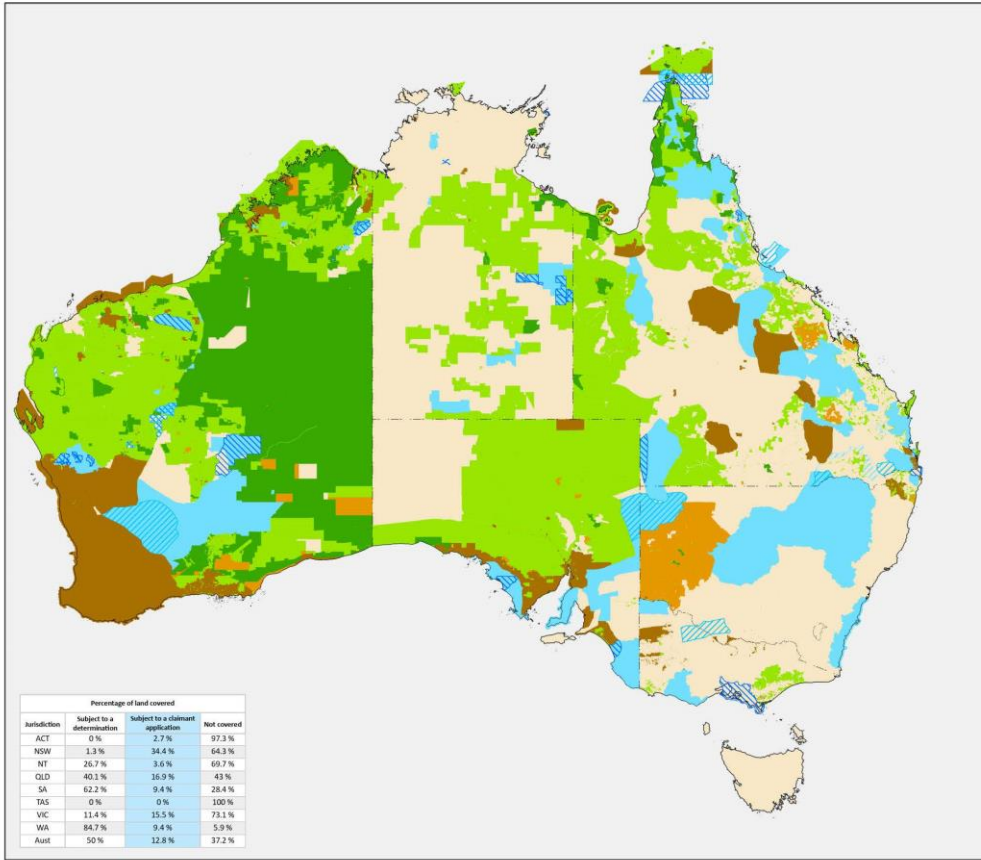 Percentage of land covered
Jurisdiction Subject to a determination Subject to a claimant application Not covered
ACT 0 % 2.7 % 97.3 %
NSW 1.3 % 34.4 % 64.3 %
NT 26.7 % 3.6 % 69.7 %
QLD 40.1 % 16.9 % 43 %
SA 62.2 % 9.4 % 28.4 %
TAS 0 % 0 % 100 %
VIC 11.4 % 15.5 % 73.1 %
WA 84.7 % 9.4 % 5.9 %
Aust 50 % 12.8 % 37.2 %